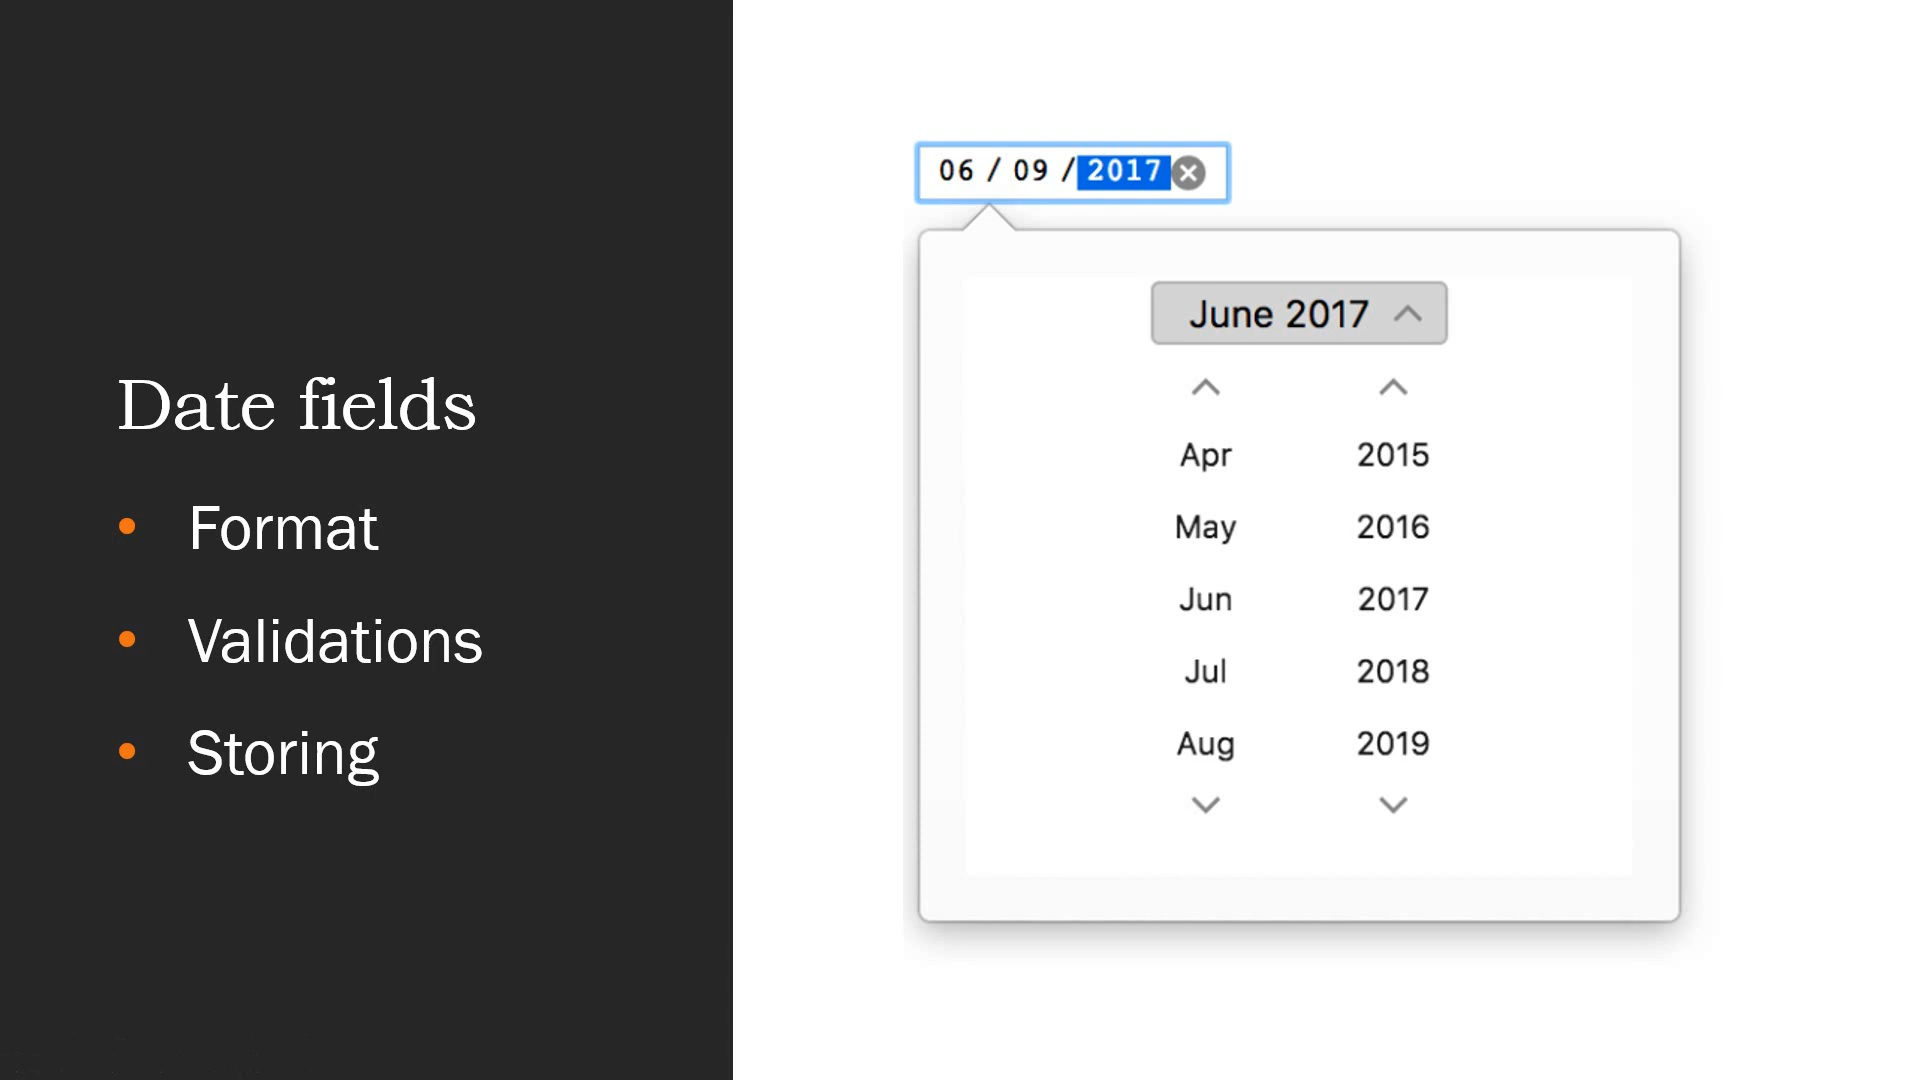 Date fields
• Format
• Validations
• Storing
06 / 09 / 2017
June 2017
Apr 2015
May 2016
Jun 2017
Jul 2018
Aug 2019